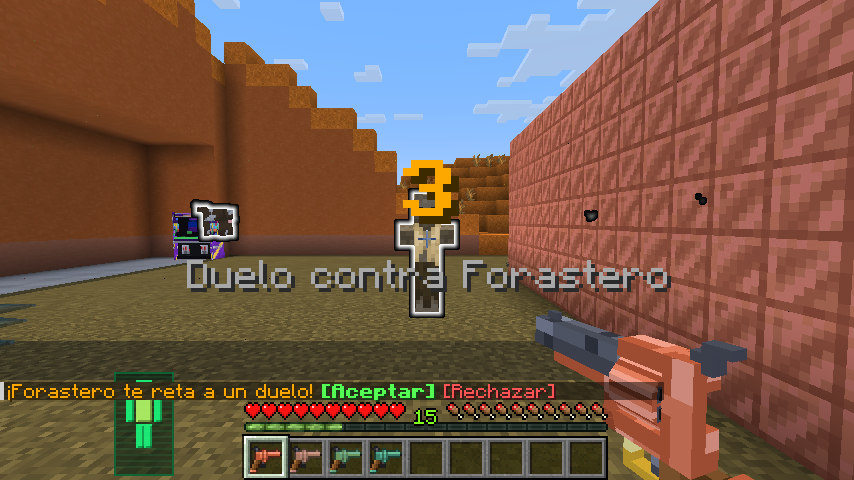 3
Duelo contra Forastero
¡Forastero te reta a un duelo! [Aceptar] [Rechazar]
15